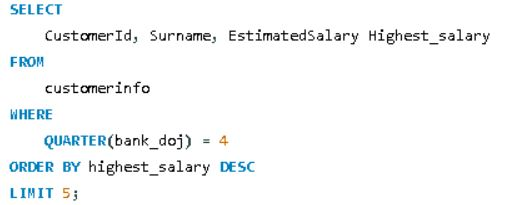 SELECT
CustomerId, Surname, EstimatedSalary Highest_salary
FROM
customerinfo
WHERE
QUARTER(bank_doj) = 4
ORDER BY highest_salary DESC
LIMIT 5;